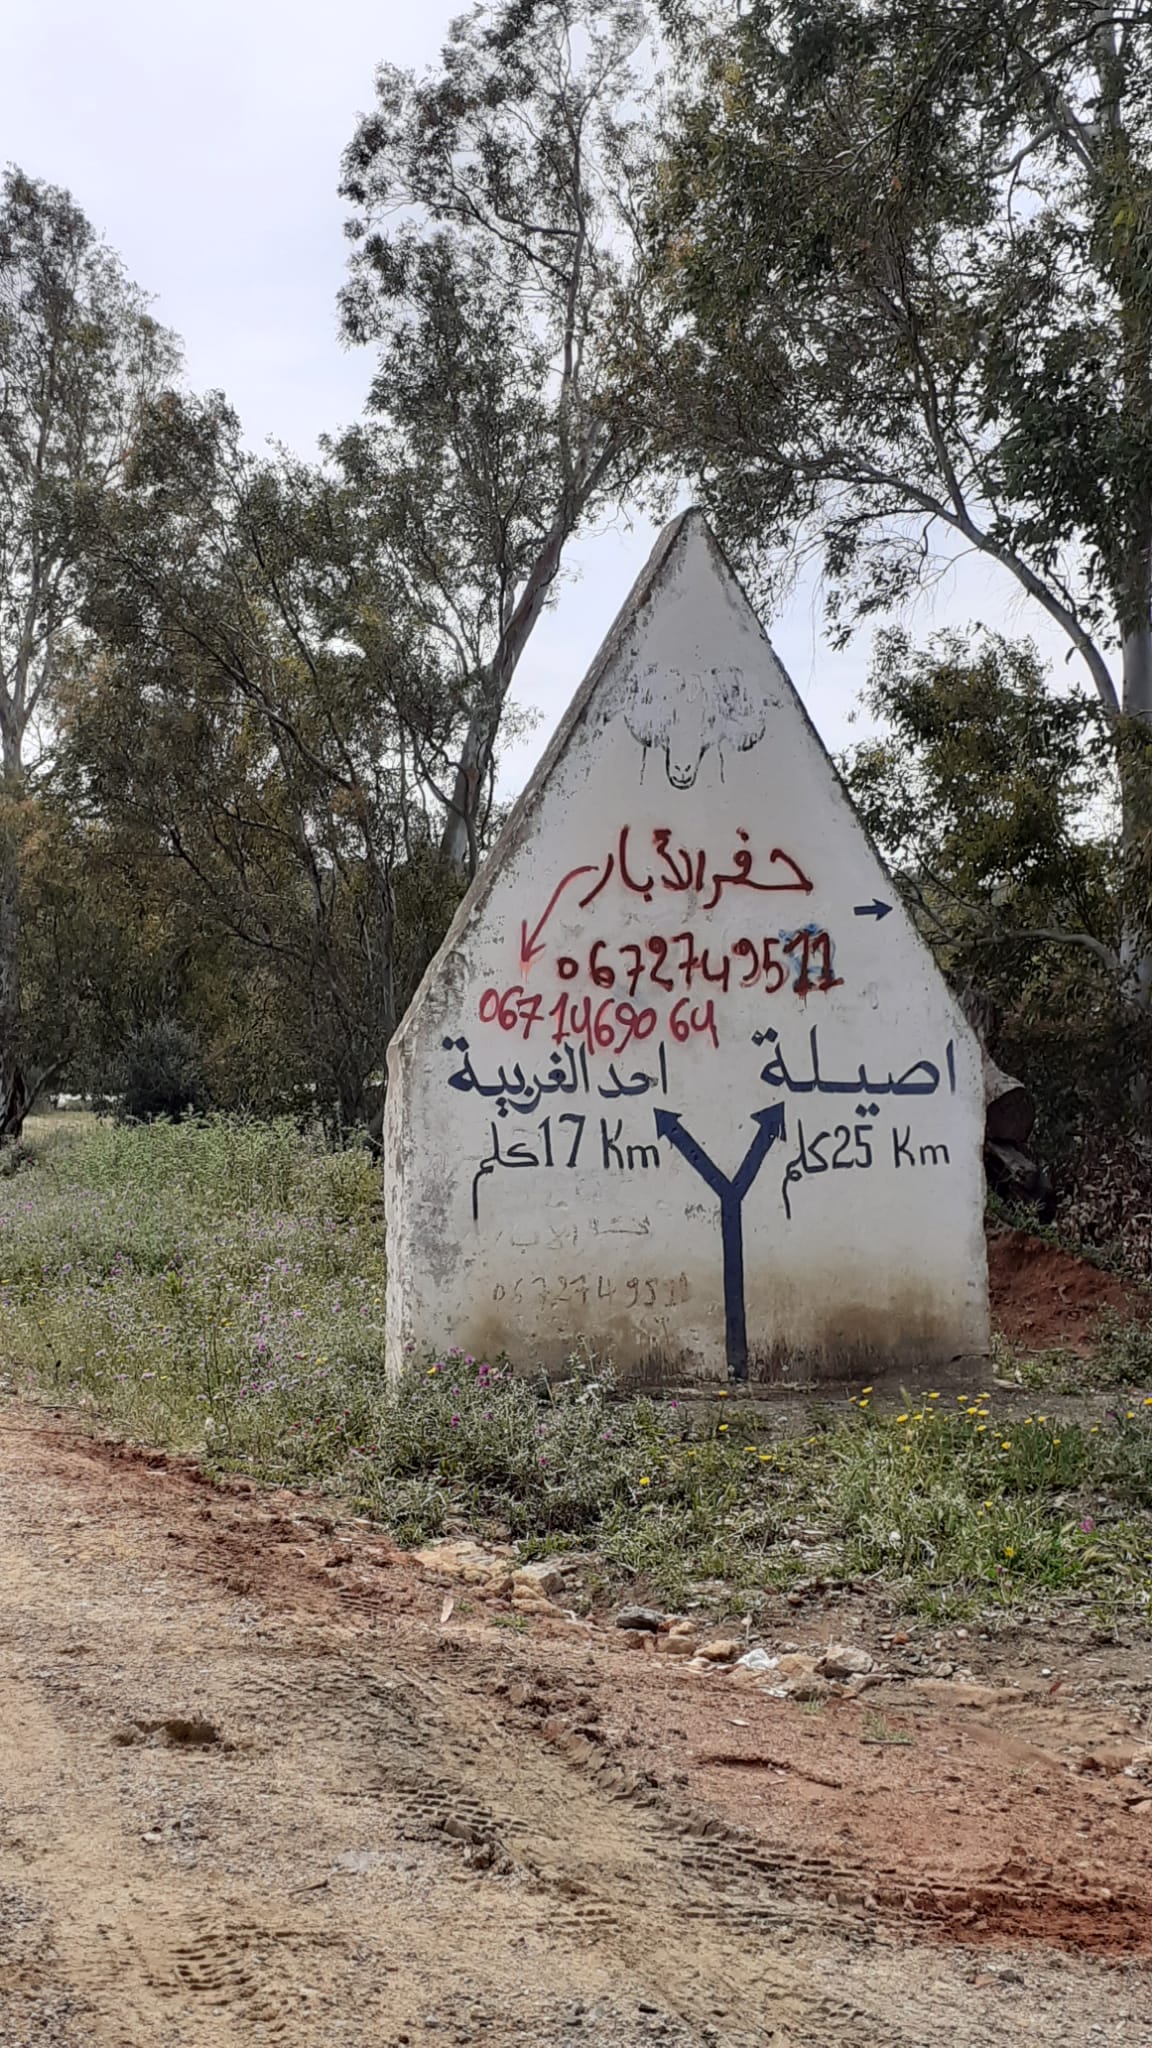 حفر الآبار
0672749511
0671469064
احد الغربية
17 Km كلم
اصيلة
25 Km كلم
0672749511